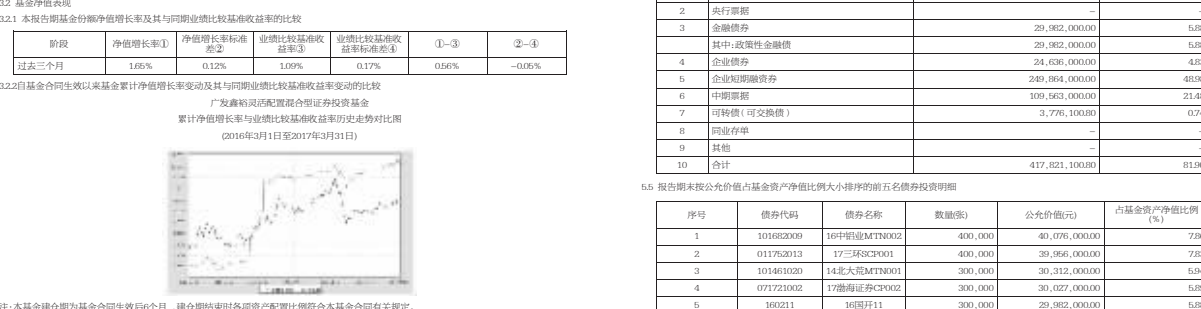 3.2 基金净值表现
3.2.1 本报告期基金份额净值增长率及其与同期业绩比较基准收益率的比较
阶段 净值增长率① 净值增长率标准差② 业绩比较基准收益率③ 业绩比较基准收益率标准差④ ①-③ ②-④
过去三个月 1.65% 0.12% 1.09% 0.17% 0.56% -0.05%
3.2.2自基金合同生效以来基金累计净值增长率变动及其与同期业绩比较基准收益率变动的比较
广发鑫裕灵活配置混合型证券投资基金
累计净值增长率与业绩比较基准收益率历史走势对比图
(2016年3月1日至2017年3月31日)
注:本基金建仓期为基金合同生效后6个月,建仓期结束时各项资产配置比例符合本基金合同有关规定。
2 央行票据 –
3 金融债券 29,982,000.00
其中:政策性金融债 29,982,000.00
4 企业债券 24,636,000.00
5 企业短期融资券 249,864,000.00
6 中期票据 109,563,000.00
7 可转债(可交换债) 3,776,100.80
8 同业存单 –
9 其他 –
10 合计 417,821,100.80
5.5 报告期末按公允价值占基金资产净值比例大小排序的前五名债券投资明细
序号 债券代码 债券名称 数量(张) 公允价值(元) 占基金资产净值比例(%)
1 101682009 16中铝业MTN002 400,000 40,076,000.00
2 011752013 17三环SCP001 400,000 39,956,000.00
3 101461020 14北大荒MTN001 300,000 30,312,000.00
4 071721002 17渤海证券CP002 300,000 30,027,000.00
5 160211 16国开11 300,000 29,982,000.00